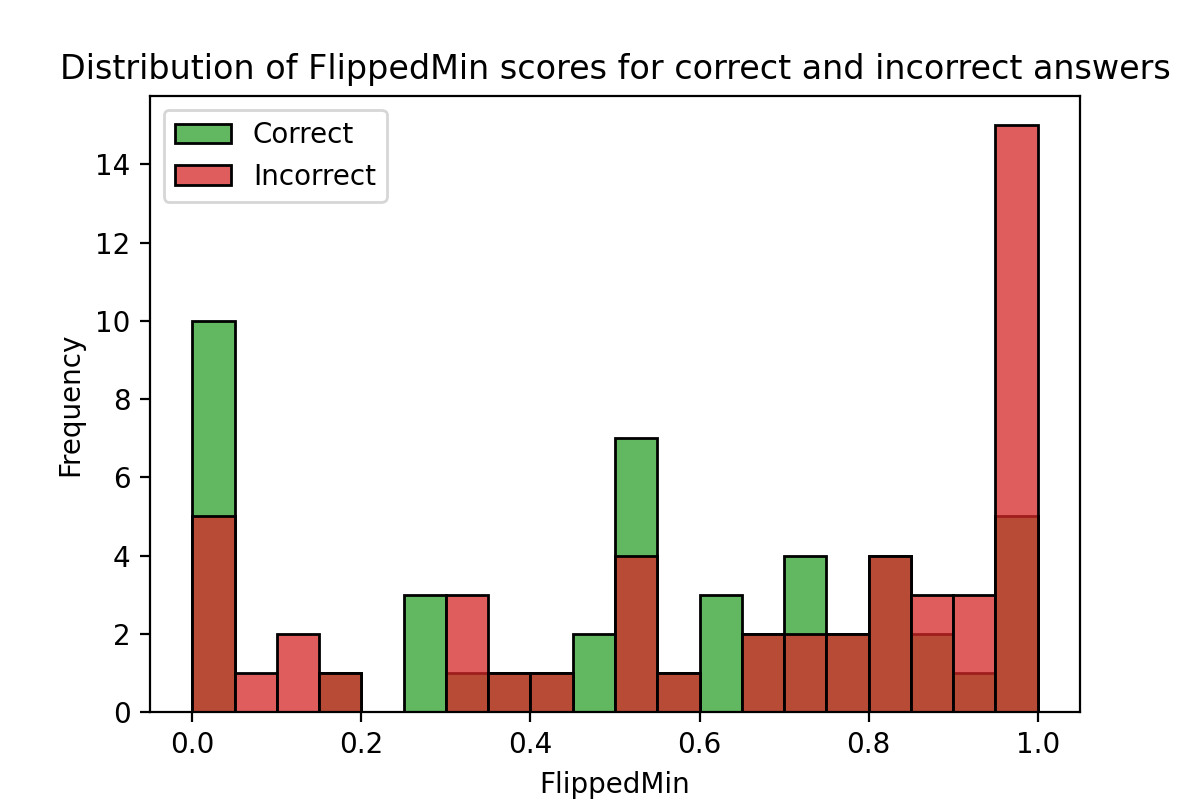 Distribution of FlippedMin scores for correct and incorrect answers
Correct
Incorrect
14
12
10
8
6
4
2
0
Frequency
0.0 0.2 0.4 0.6 0.8 1.0
FlippedMin